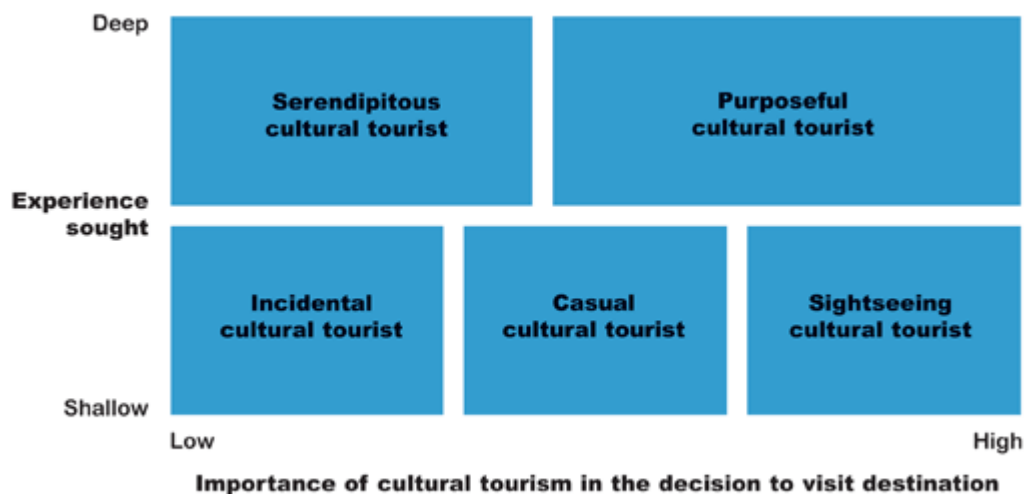 Deep
Serendipitous
cultural tourist
Purposeful
cultural tourist
Experience
sought
Incidental
cultural tourist
Casual
cultural tourist
Sightseeing
cultural tourist
Shallow
Low
High
Importance of cultural tourism in the decision to visit destination